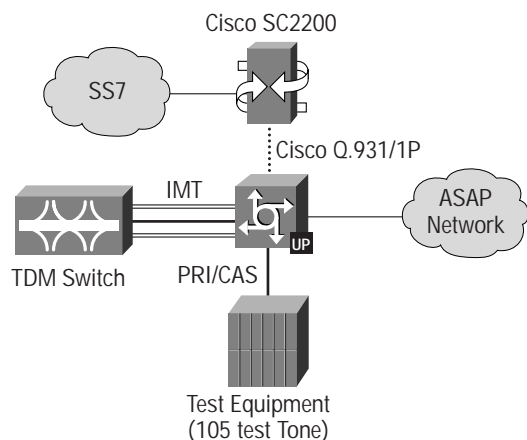 Cisco SC2200
SS7
Cisco Q.931/1P
IMT
ASAP
Network
UP
TDM Switch
PRI/CAS
Test Equipment
(105 test Tone)